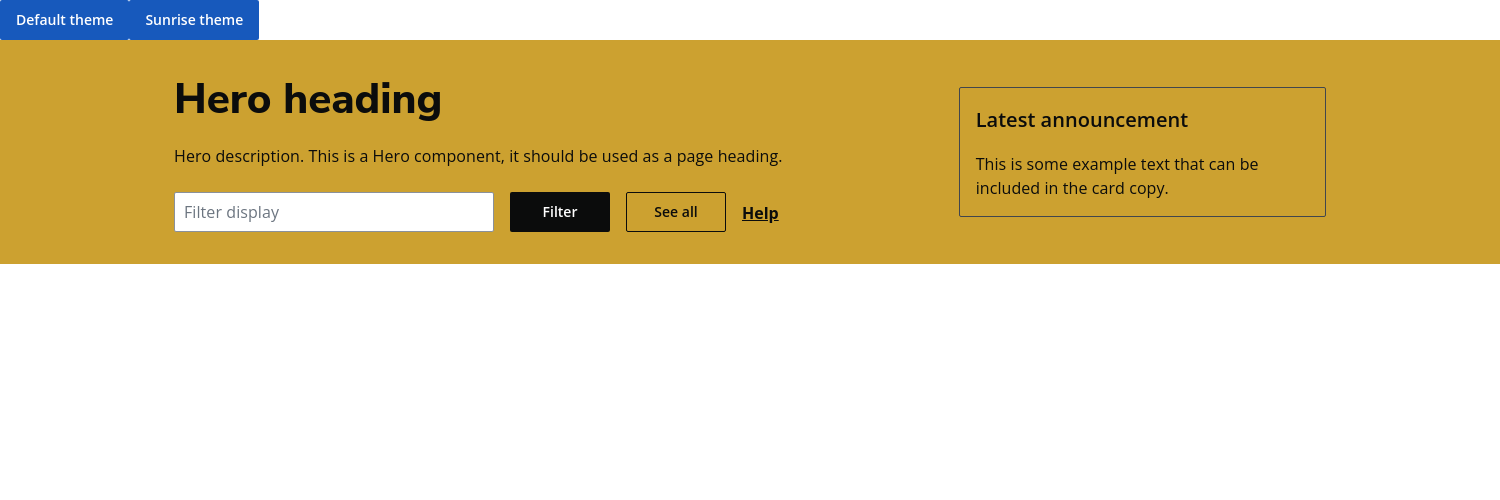 Default theme Sunrise theme
Hero heading
Hero description. This is a Hero component, it should be used as a page heading.
Filter display Filter See all Help
Latest announcement
This is some example text that can be
included in the card copy.